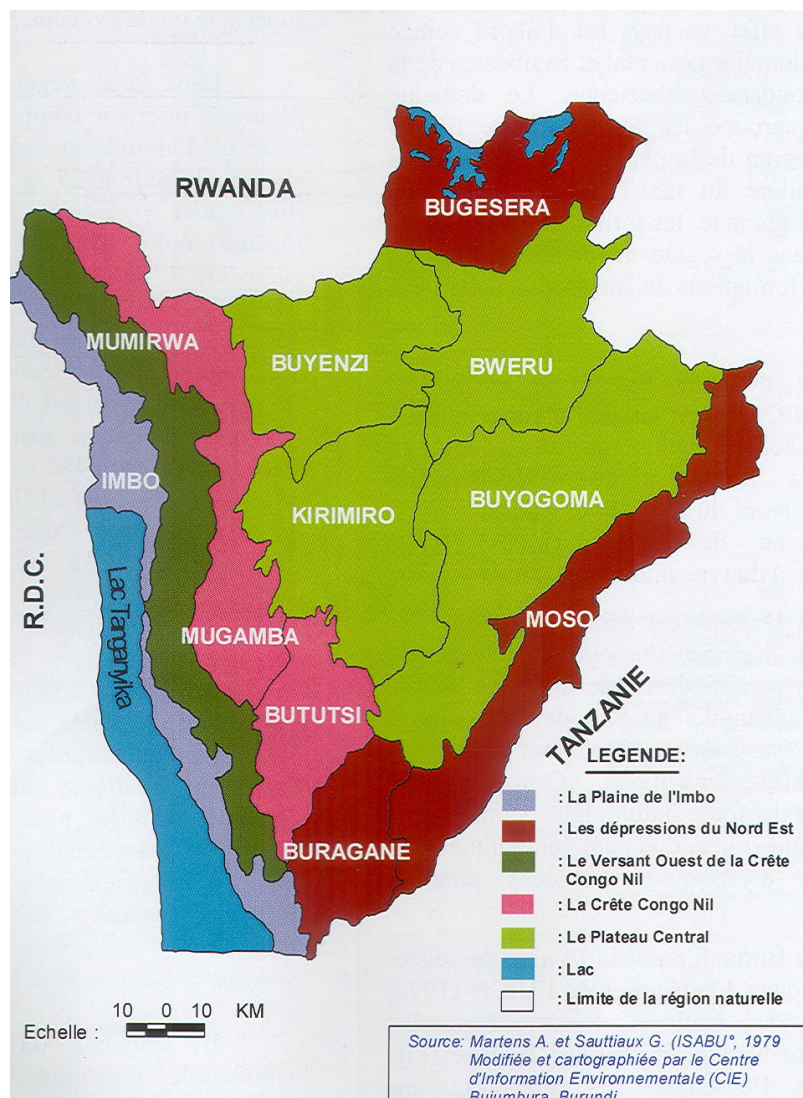 RWANDA
BUGESERA
MUMIRWA
BUYENZI
BWERU
IMBO
KIRIMIRO
BUYOGOMA
R.D.C.
Lac Tanganyika
MUGAMBA
MOSO
BUTUTSI
TANZANIE
BURAGANE
LEGENDE:
: La Plaine de l'Imbo
: Les dépressions du Nord Est
: Le Versant Ouest de la Crête
Congo Nil
: La Crête Congo Nil
: Le Plateau Central
: Lac
: Limite de la région naturelle
10 0 10 KM
Echelle :
Source: Martens A. et Sauttiaux G. (ISABU°, 1979
Modifiée et cartographiée par le Centre
d'Information Environnementale (CIE)
Bujumbura, Burundi